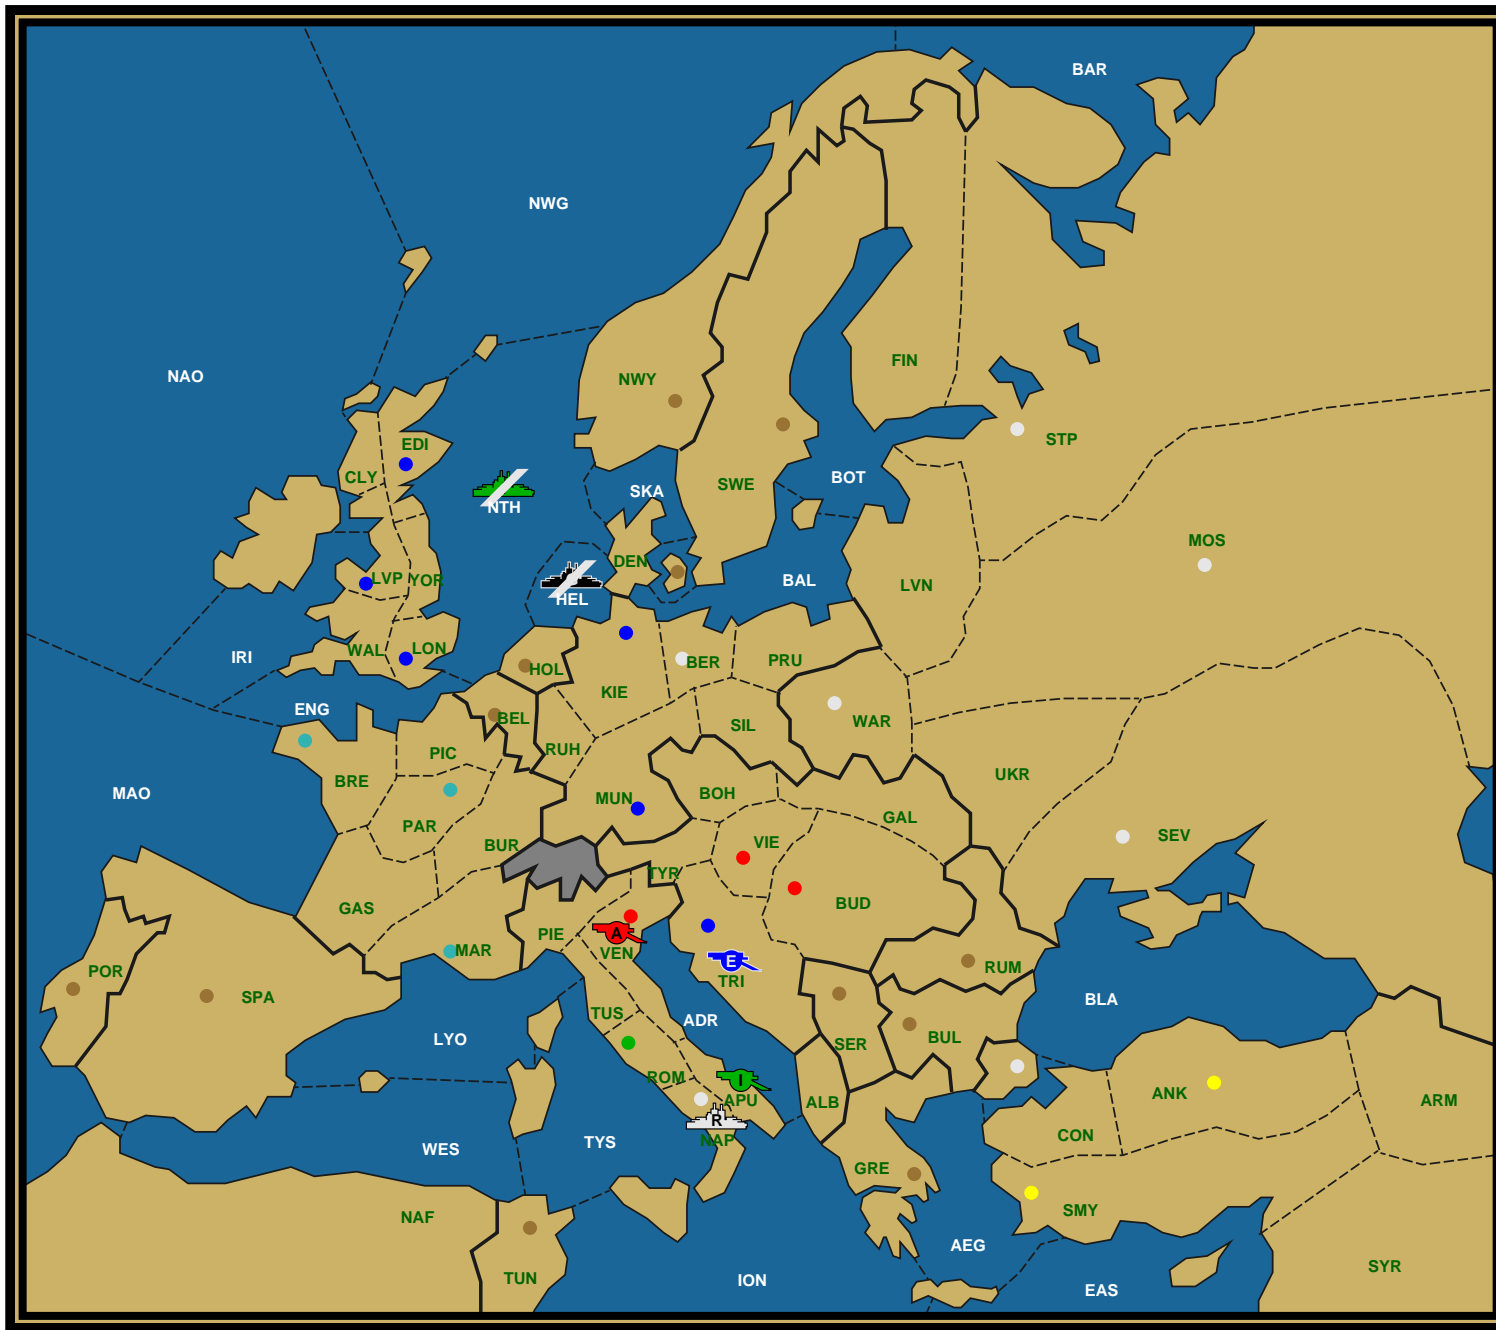 BAR
NWG
NAO
FIN
NWY
EDI
STP
CLY
SWE
BOT
SKA
NTH
MOS
DEN
BAL
LVP
YOR
LVN
HEL
WAL
LON
IRI
HOL
BER
PRU
KIE
ENG
BEL
WAR
SIL
PIC
RUH
BRE
UKR
MAO
MUN
BOH
GAL
PAR
SEV
BUR
VIE
TYR
GAS
BUD
PIE
A
MAR
VEN
E
POR
SPA
RUM
TRI
BLA
TUS
ADR
LYO
SER
BUL
ROM
I
ANK
APU
ALB
ARM
R
NAP
CON
WES
TYS
GRE
NAF
SMY
AEG
SYR
TUN
ION
EAS